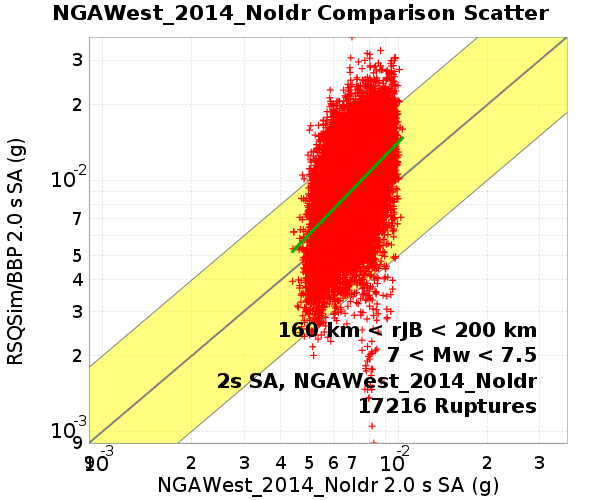 NGAWest_2014_NoIdr Comparison Scatter
RSQSim/BBP 2.0 s SA (g)
3
2
10-2
7
5
4
3
2
10-3
9
160 km < rJB < 200 km
7 < Mw < 7.5
2s SA, NGAWest_2014_NoIdr
17216 Ruptures
9 10-3 2 3 4 5 6 7 10-2 2 3
NGAWest_2014_NoIdr 2.0 s SA (g)